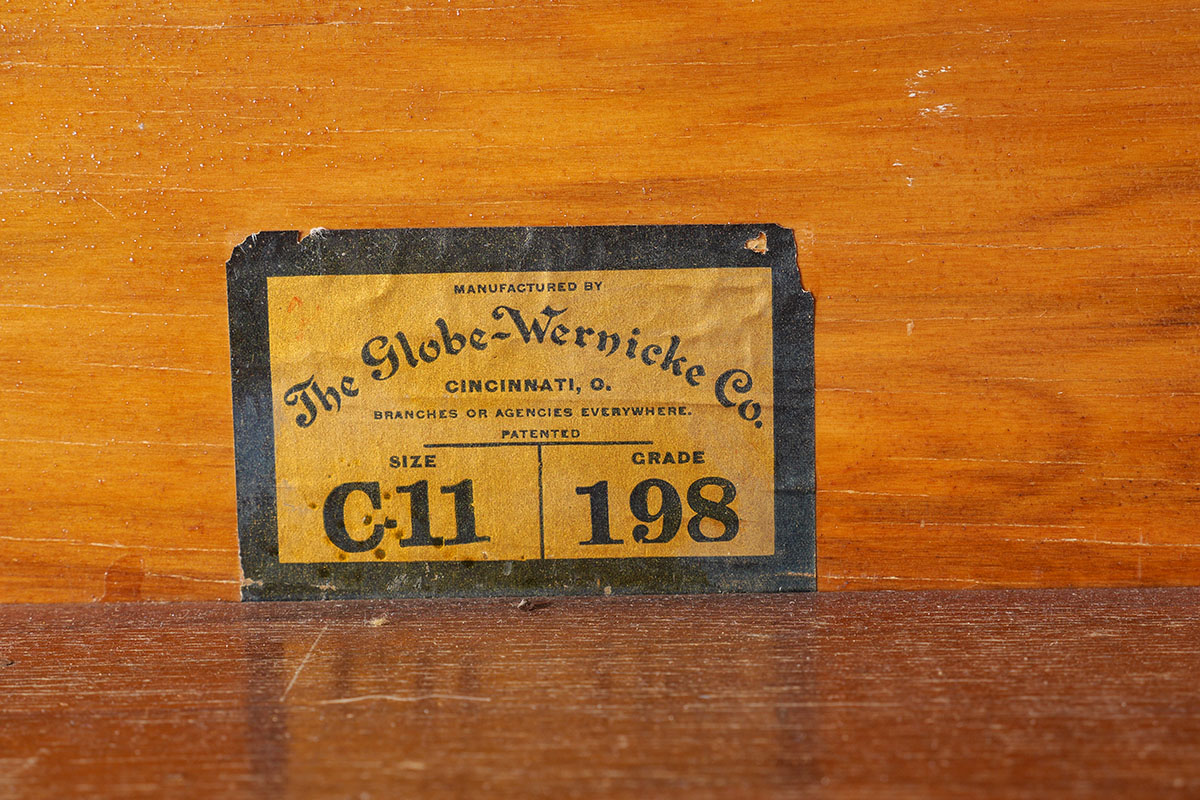 MANUFACTURED BY
The Globe-Wernicke Co.
CINCINNATI, O.
BRANCHES OR AGENCIES EVERYWHERE.
PATENTED
SIZE GRADE
C-11 198